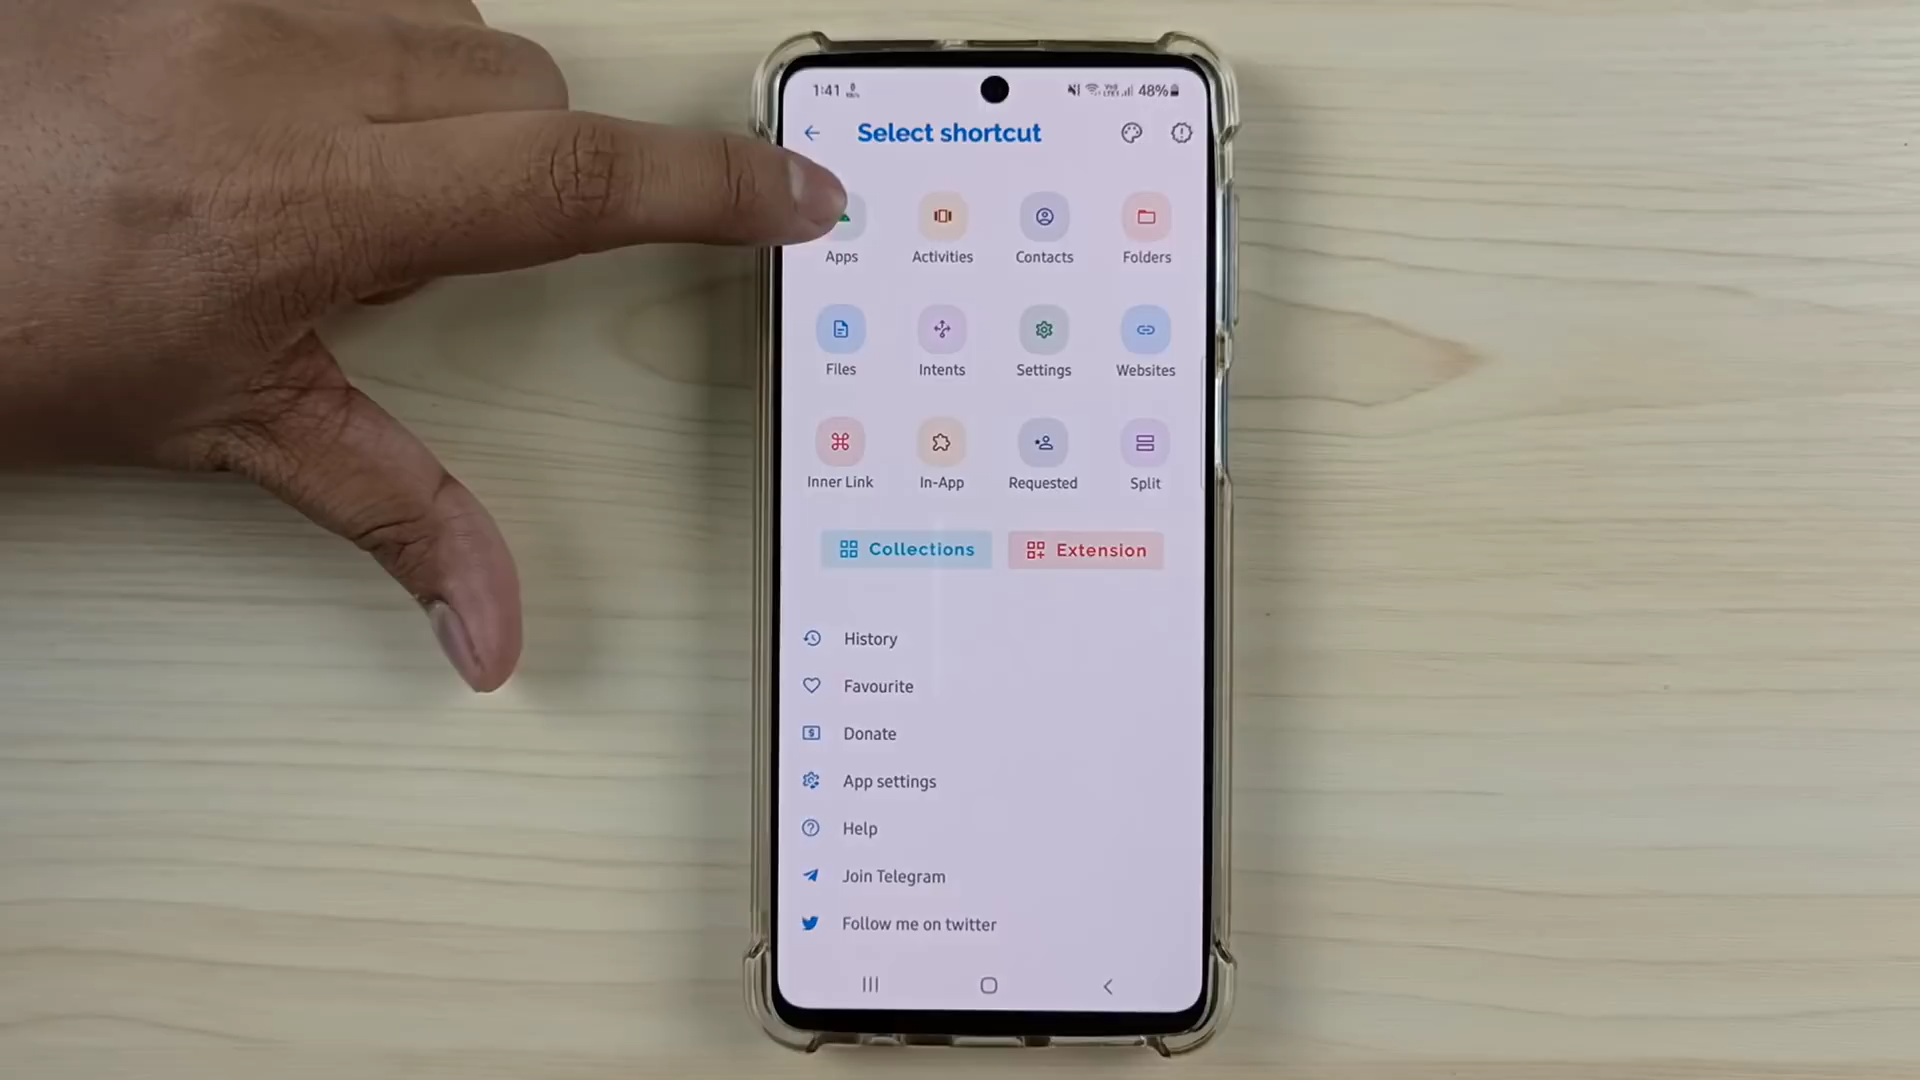 1:41 48%
Select shortcut
Apps Activities Contacts Folders
Files Intents Settings Websites
Inner Link In-App Requested Split
Collections Extension
History
Favourite
Donate
App settings
Help
Join Telegram
Follow me on twitter